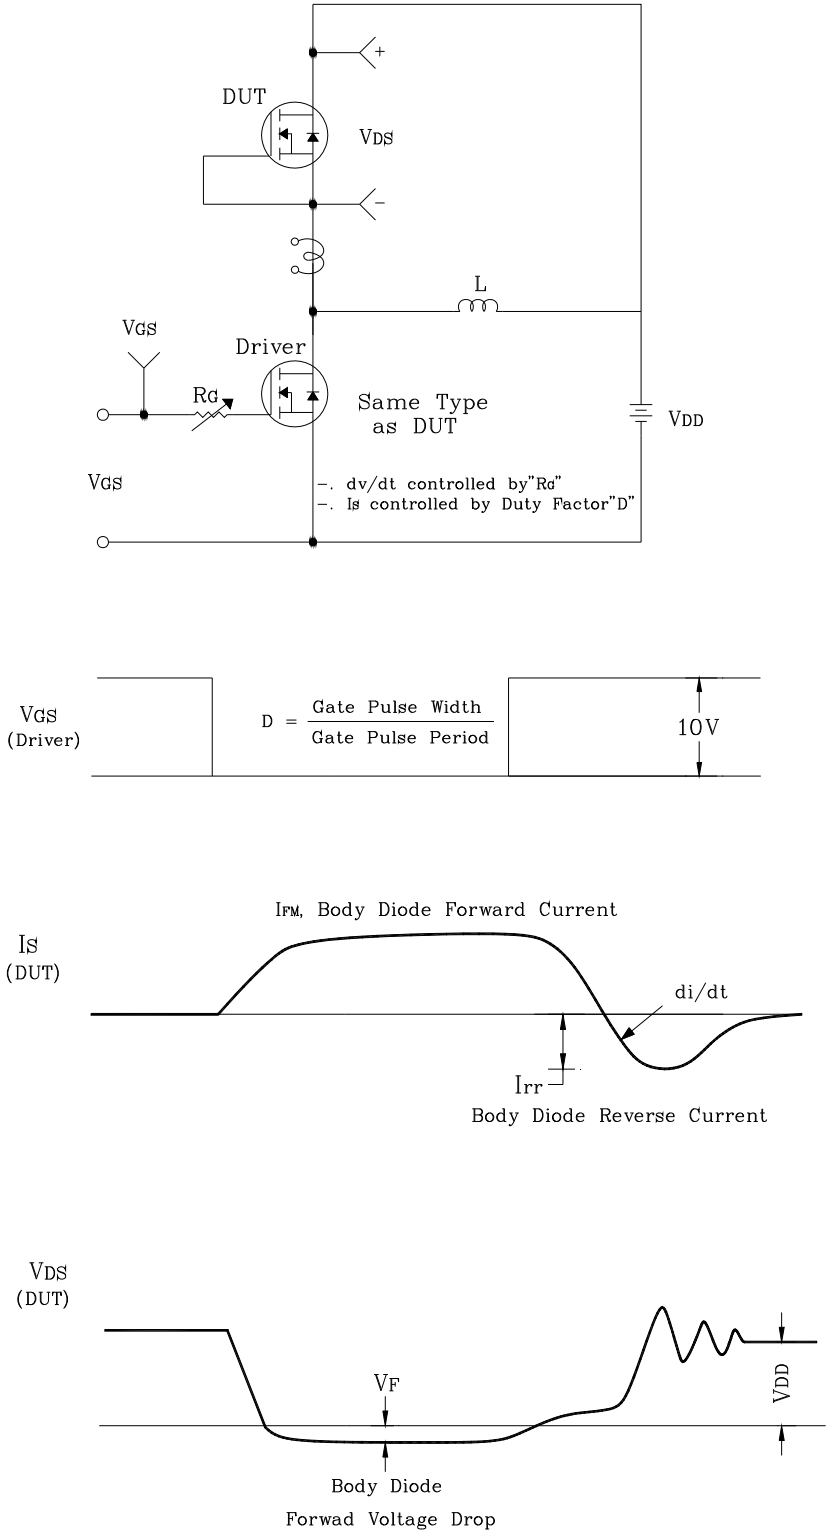 +
DUT
VDS
-
L
VGS
Driver
RG
Same Type
as DUT
VDD
VGS
-. dv/dt controlled by"RG"
-. Is controlled by Duty Factor"D"
VGS
(Driver)
D = Gate Pulse Width
Gate Pulse Period
10V
IFM, Body Diode Forward Current
IS
(DUT)
di/dt
Irr
Body Diode Reverse Current
VDS
(DUT)
VF
VDD
Body Diode
Forwad Voltage Drop